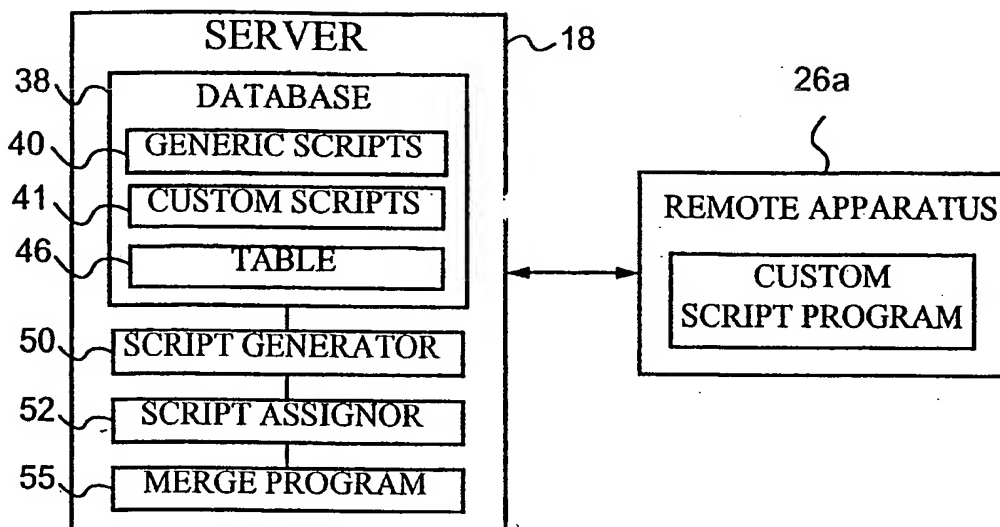 SERVER
18
38
DATABASE
40
GENERIC SCRIPTS
41
CUSTOM SCRIPTS
46
TABLE
50
SCRIPT GENERATOR
52
SCRIPT ASSIGNOR
55
MERGE PROGRAM
26a
REMOTE APPARATUS
CUSTOM
SCRIPT PROGRAM